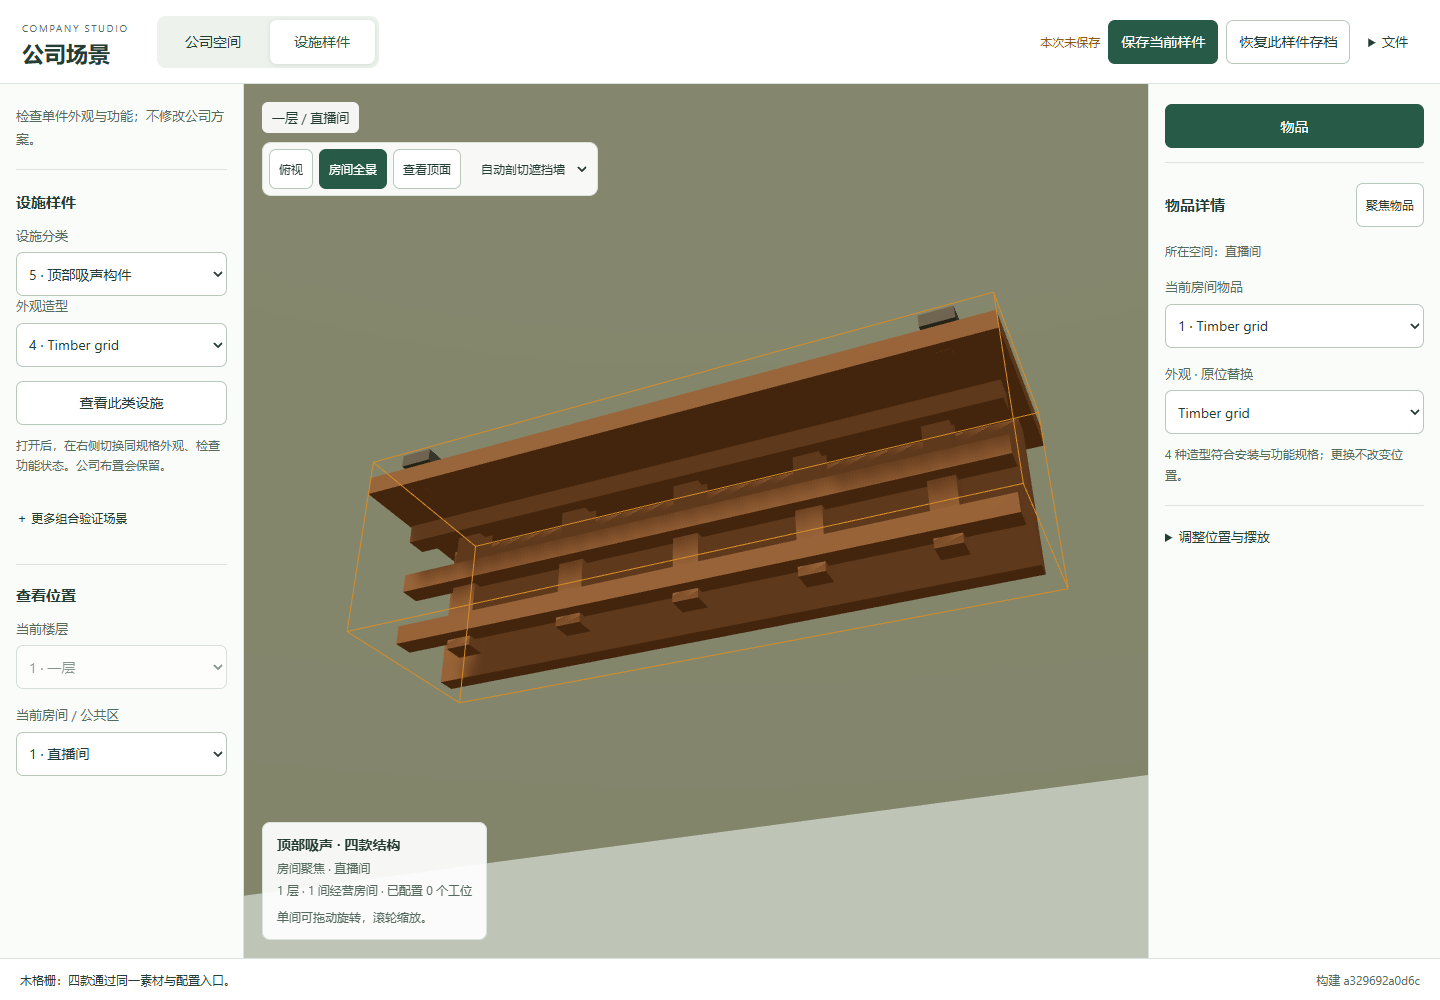 COMPANY STUDIO
公司场景
公司空间
设施样件
本次未保存
保存当前样件
恢复此样件存档
▶ 文件
检查单件外观与功能；不修改公司方
案。
设施样件
设施分类
5 · 顶部吸声构件
外观造型
4 · Timber grid
查看此类设施
打开后，在右侧切换同规格外观、检查
功能状态。公司布置会保留。
+ 更多组合验证场景
查看位置
当前楼层
1 · 一层
当前房间 / 公共区
1 · 直播间
一层 / 直播间
俯视
房间全景
查看顶面
自动剖切遮挡墙
顶部吸声 · 四款结构
房间聚焦 · 直播间
1 层 · 1 间经营房间 · 已配置 0 个工位
单间可拖动旋转，滚轮缩放。
物品
物品详情
聚焦物品
所在空间：直播间
当前房间物品
1 · Timber grid
外观 · 原位替换
Timber grid
4 种造型符合安装与功能规格；更换不改变位
置。
▶ 调整位置与摆放
木格栅：四款通过同一素材与配置入口。
构建 a329692a0d6c